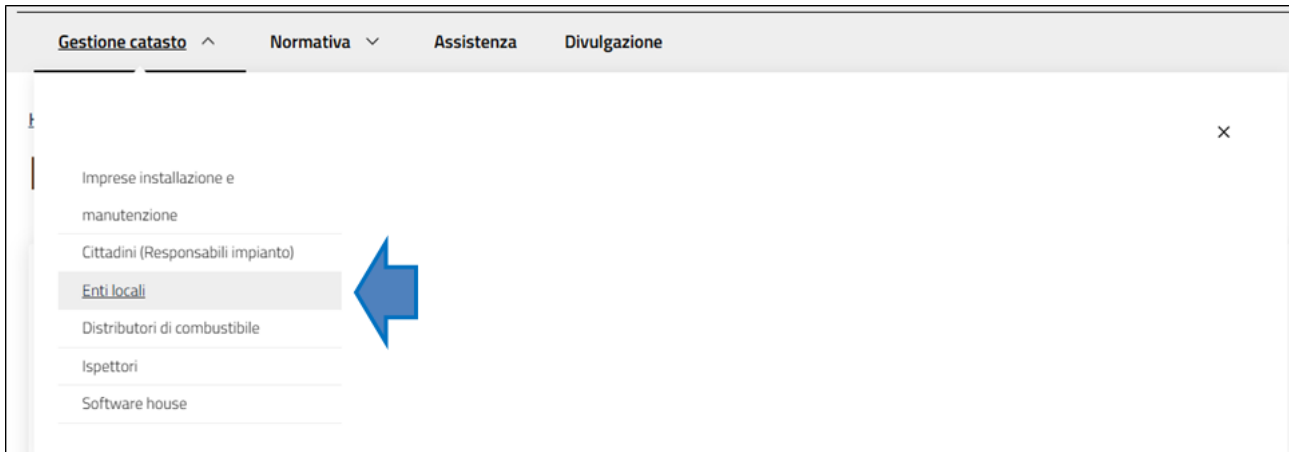 Gestione catasto Normativa Assistenza Divulgazione
Imprese installazione e
manutenzione
Cittadini (Responsabili impianto)
Enti locali
Distributori di combustibile
Ispettori
Software house